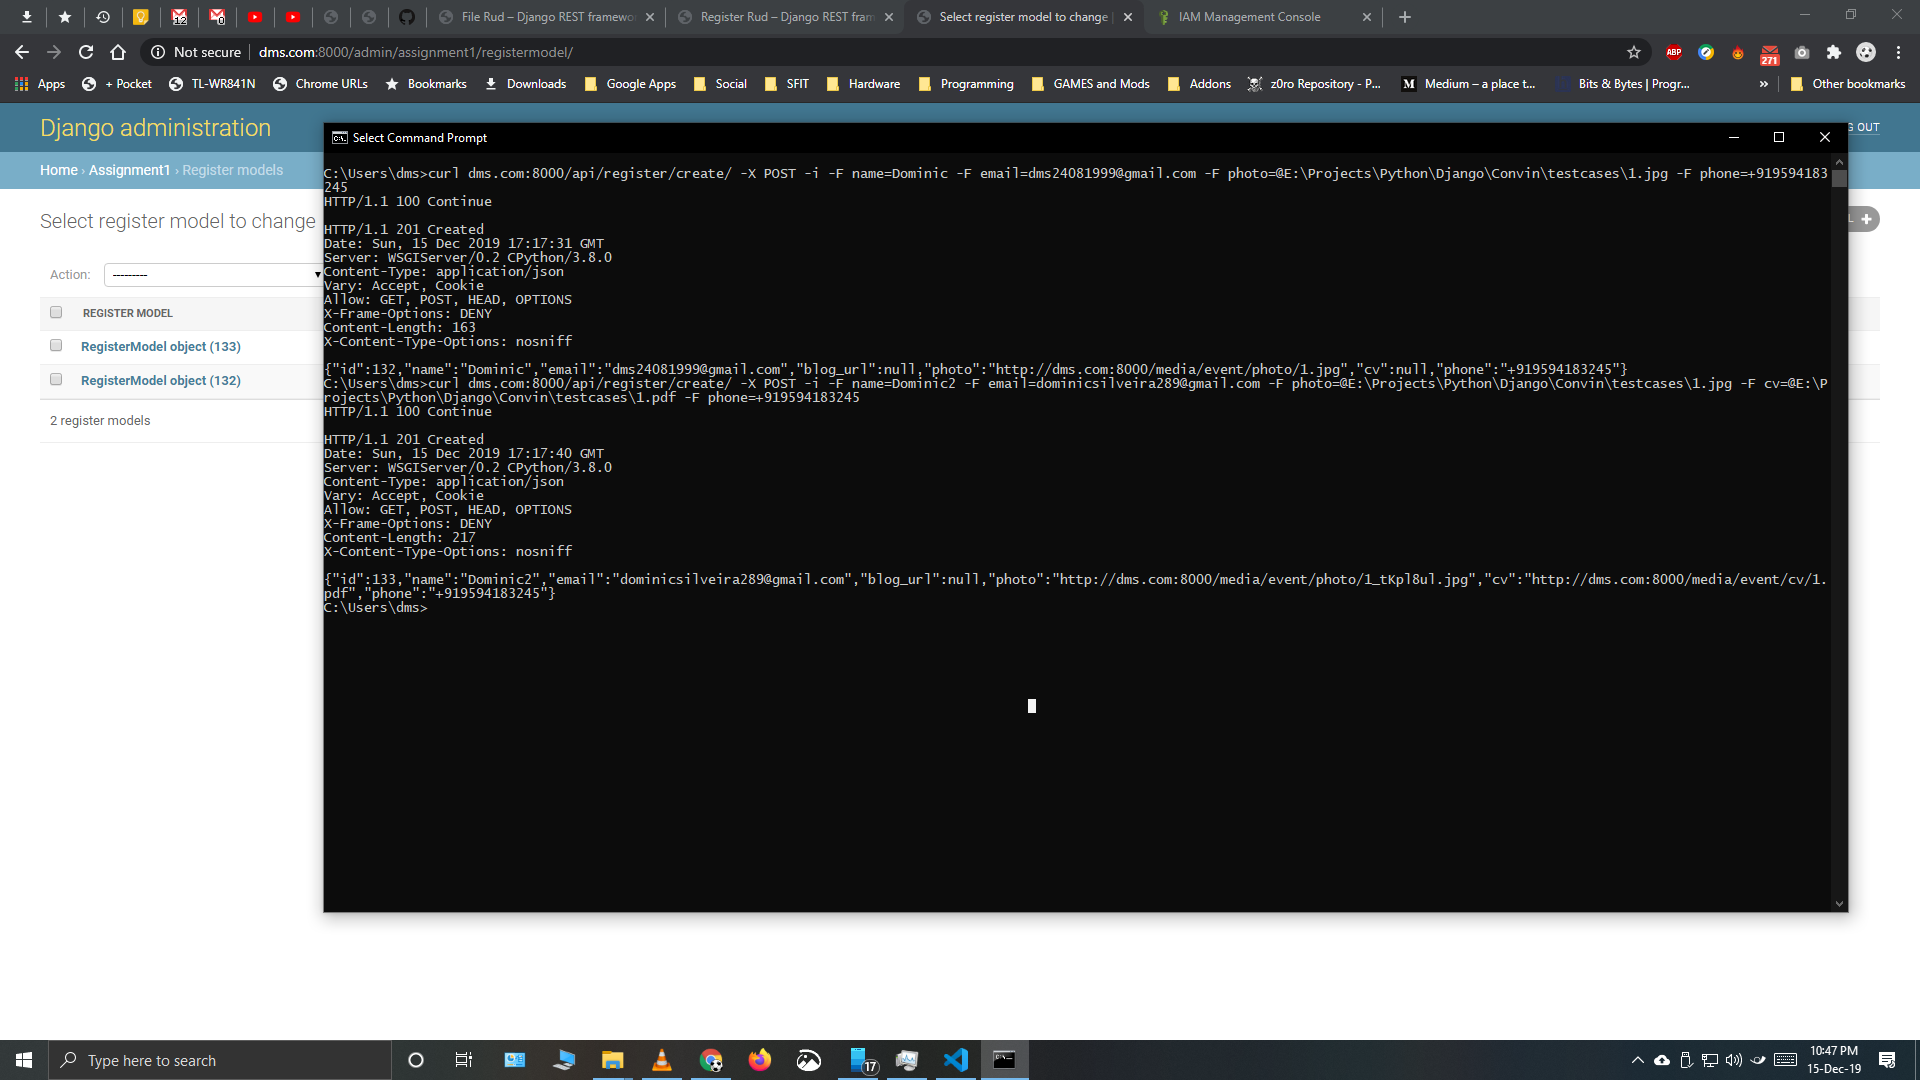 12
0
File Rud – Django REST framewo
Register Rud – Django REST fram
Select register model to change |
IAM Management Console
Not secure
dms.com:8000/admin/assignment1/registermodel/
ABP
271
Apps
+ Pocket
TL-WR841N
Chrome URLs
Bookmarks
Downloads
Google Apps
Social
SFIT
Hardware
Programming
GAMES and Mods
Addons
z0ro Repository - P...
M
Medium – a place t...
Bits & Bytes | Progr...
»
Other bookmarks
Django administration
G OUT
Home › Assignment1 › Register models
Select register model to change
L +
Action:
---------
REGISTER MODEL
RegisterModel object (133)
RegisterModel object (132)
2 register models
Select Command Prompt
C:\Users\dms>curl dms.com:8000/api/register/create/ -X POST -i -F name=Dominic -F email=dms24081999@gmail.com -F photo=@E:\Projects\Python\Django\Convin\testcases\1.jpg -F phone=+919594183
245
HTTP/1.1 100 Continue
HTTP/1.1 201 Created
Date: Sun, 15 Dec 2019 17:17:31 GMT
Server: WSGIServer/0.2 CPython/3.8.0
Content-Type: application/json
Vary: Accept, Cookie
Allow: GET, POST, HEAD, OPTIONS
X-Frame-Options: DENY
Content-Length: 163
X-Content-Type-Options: nosniff
{"id":132,"name":"Dominic","email":"dms24081999@gmail.com","blog_url":null,"photo":"http://dms.com:8000/media/event/photo/1.jpg","cv":null,"phone":"+919594183245"}
C:\Users\dms>curl dms.com:8000/api/register/create/ -X POST -i -F name=Dominic2 -F email=dominicsilveira289@gmail.com -F photo=@E:\Projects\Python\Django\Convin\testcases\1.jpg -F cv=@E:\P
rojects\Python\Django\Convin\testcases\1.pdf -F phone=+919594183245
HTTP/1.1 100 Continue
HTTP/1.1 201 Created
Date: Sun, 15 Dec 2019 17:17:40 GMT
Server: WSGIServer/0.2 CPython/3.8.0
Content-Type: application/json
Vary: Accept, Cookie
Allow: GET, POST, HEAD, OPTIONS
X-Frame-Options: DENY
Content-Length: 217
X-Content-Type-Options: nosniff
{"id":133,"name":"Dominic2","email":"dominicsilveira289@gmail.com","blog_url":null,"photo":"http://dms.com:8000/media/event/photo/1_tKpl8ul.jpg","cv":"http://dms.com:8000/media/event/cv/1.
pdf","phone":"+919594183245"}
C:\Users\dms>
Type here to search
17
10:47 PM
15-Dec-19